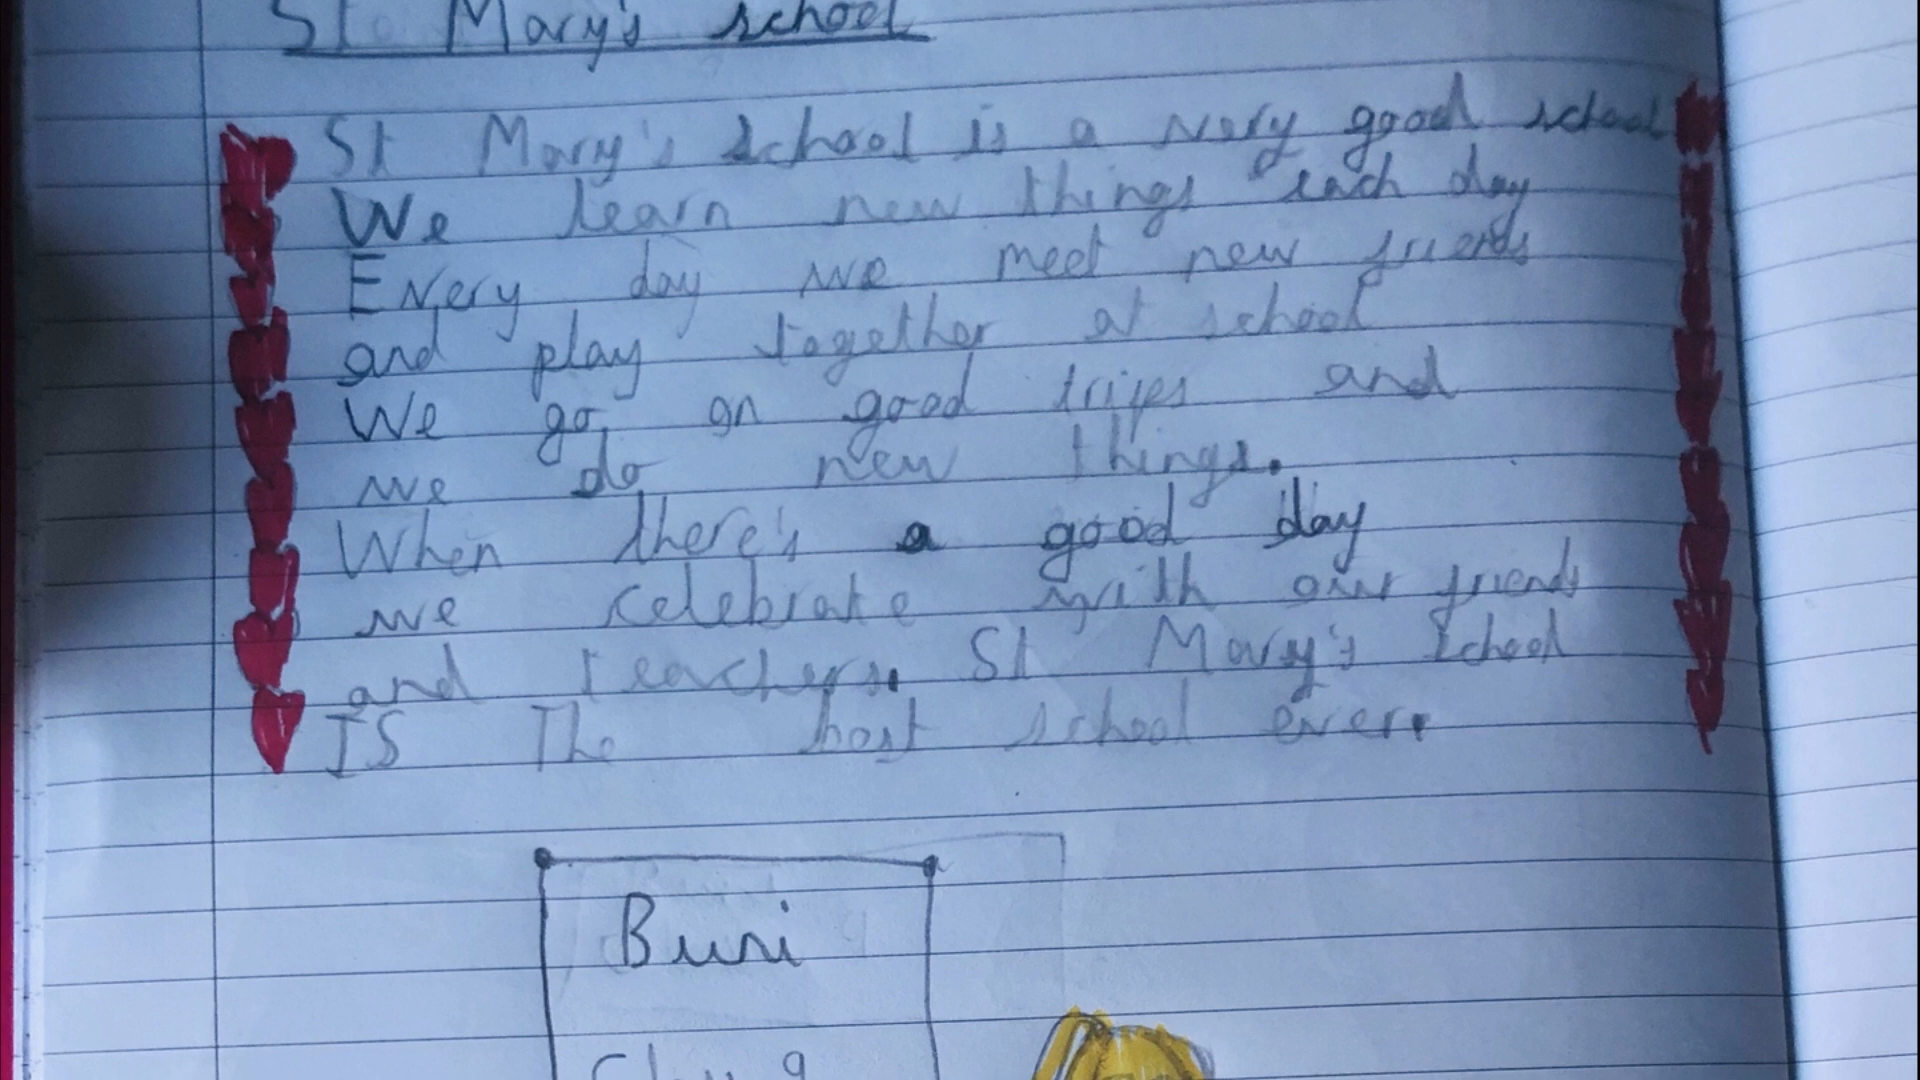 St Mary's school
St Mary's school is a very good school
We learn new things each day
Every day we meet new friends
and play together at school
We go on good trips and
we do new things.
When there's a good day
we celebrate with our friends
and teachers. St Mary's school
IS The best school ever.